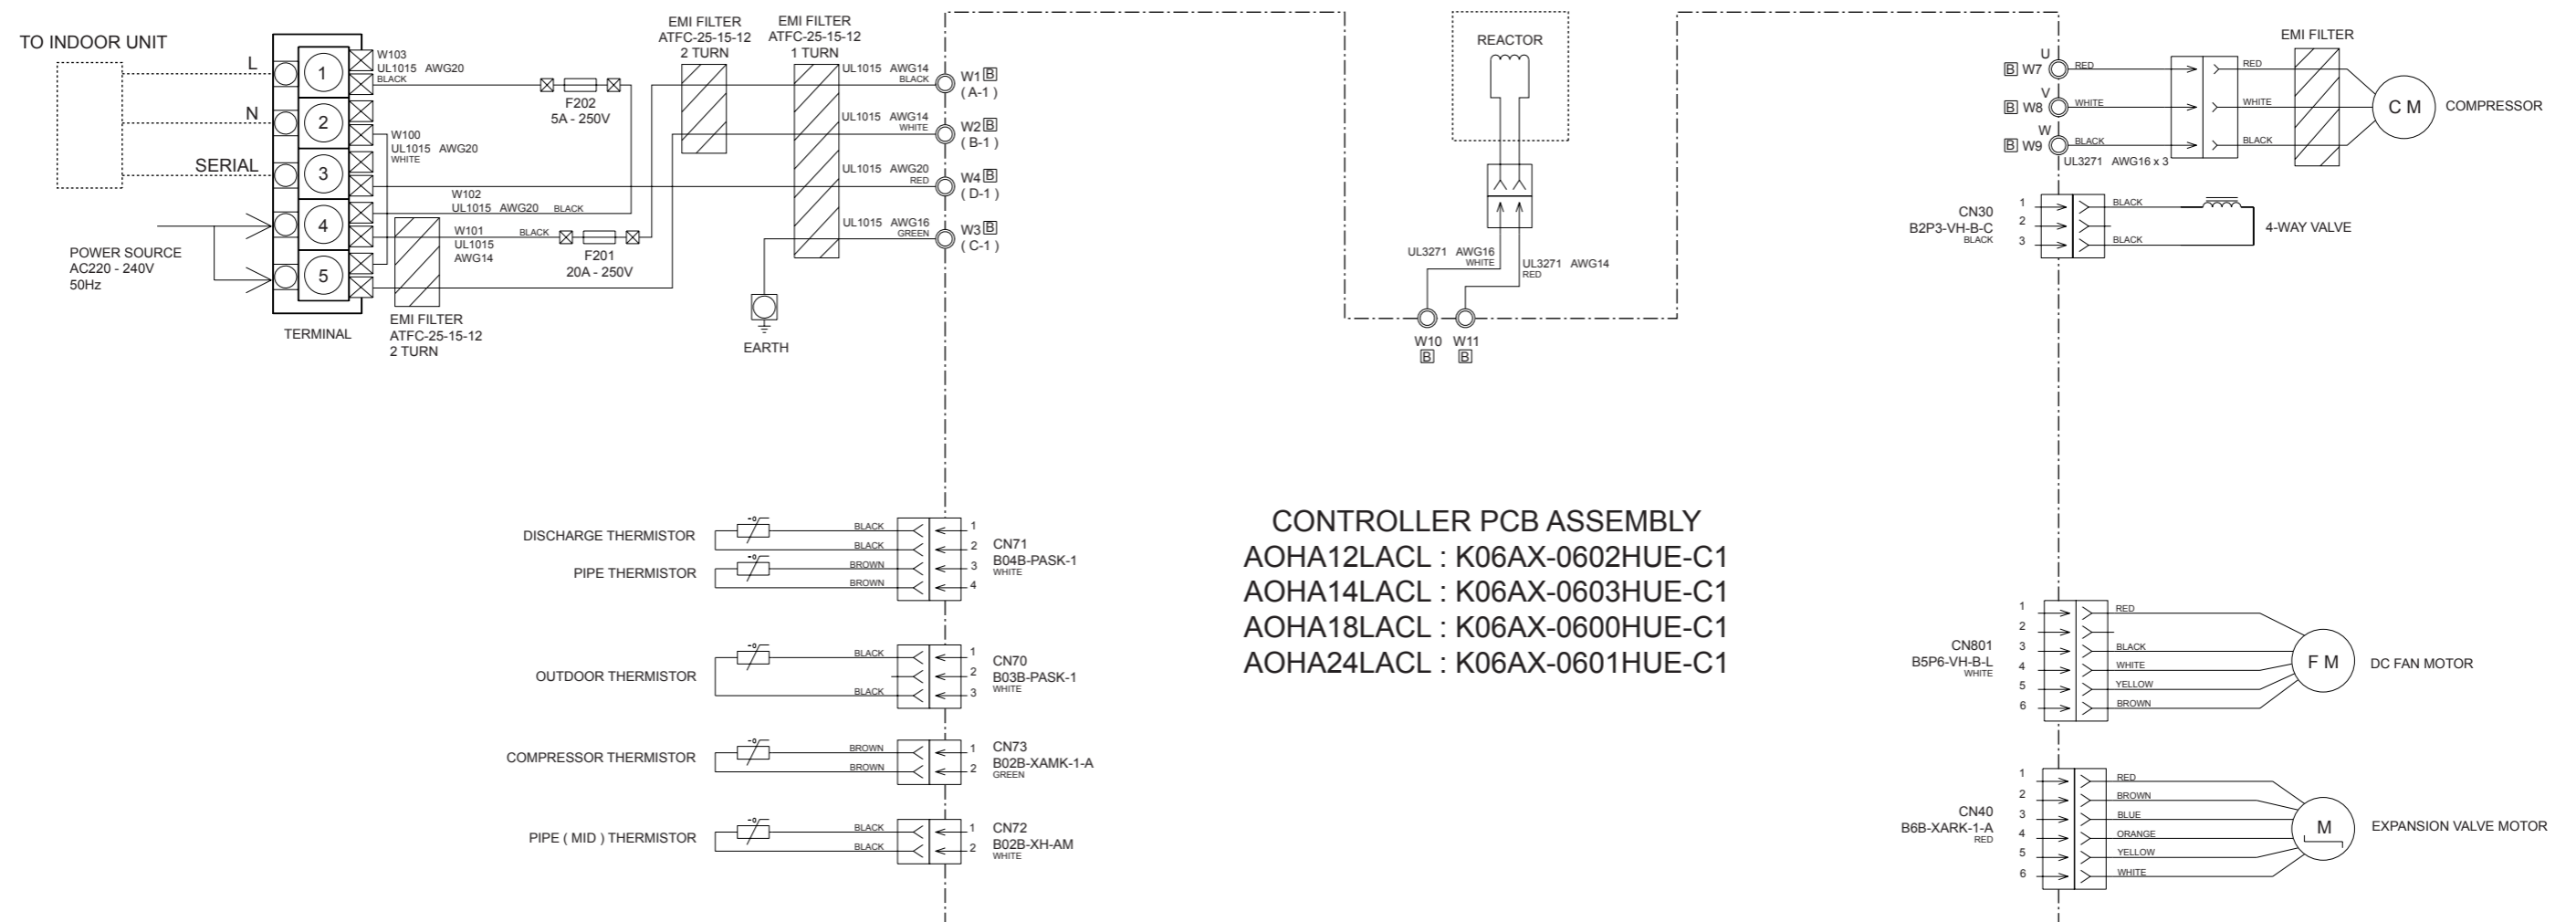 TO INDOOR UNIT
L
N
SERIAL
POWER SOURCE
AC220 - 240V
50Hz
1
2
3
4
5
TERMINAL
W103
UL1015 AWG20
BLACK
W100
UL1015 AWG20
WHITE
W102
UL1015 AWG20 BLACK
W101
UL1015
AWG14
BLACK
EMI FILTER
ATFC-25-15-12
2 TURN
F202
5A - 250V
F201
20A - 250V
EMI FILTER
ATFC-25-15-12
2 TURN
EMI FILTER
ATFC-25-15-12
1 TURN
UL1015 AWG14
BLACK
W1 B
( A-1 )
UL1015 AWG14
WHITE
W2 B
( B-1 )
UL1015 AWG20
RED
W4 B
( D-1 )
UL1015 AWG16
GREEN
W3 B
( C-1 )
EARTH
REACTOR
UL3271 AWG16
WHITE
UL3271 AWG14
RED
W10
B
W11
B
U
B W7
RED
RED
V
B W8
WHITE
WHITE
W
B W9
BLACK
BLACK
UL3271 AWG16 x 3
EMI FILTER
C M
COMPRESSOR
CN30
B2P3-VH-B-C
BLACK
1
2
3
BLACK
BLACK
4-WAY VALVE
DISCHARGE THERMISTOR
PIPE THERMISTOR
-θ
-θ
BLACK
BLACK
BROWN
BROWN
1
2
3
4
CN71
B04B-PASK-1
WHITE
OUTDOOR THERMISTOR
-θ
BLACK
BLACK
1
2
3
CN70
B03B-PASK-1
WHITE
COMPRESSOR THERMISTOR
-θ
BROWN
BROWN
1
2
CN73
B02B-XAMK-1-A
GREEN
PIPE ( MID ) THERMISTOR
-θ
BLACK
BLACK
1
2
CN72
B02B-XH-AM
WHITE
CONTROLLER PCB ASSEMBLY
AOHA12LACL : K06AX-0602HUE-C1
AOHA14LACL : K06AX-0603HUE-C1
AOHA18LACL : K06AX-0600HUE-C1
AOHA24LACL : K06AX-0601HUE-C1
CN801
B5P6-VH-B-L
WHITE
1
2
3
4
5
6
RED
BLACK
WHITE
YELLOW
BROWN
F M
DC FAN MOTOR
CN40
B6B-XARK-1-A
RED
1
2
3
4
5
6
RED
BROWN
BLUE
ORANGE
YELLOW
WHITE
M
EXPANSION VALVE MOTOR